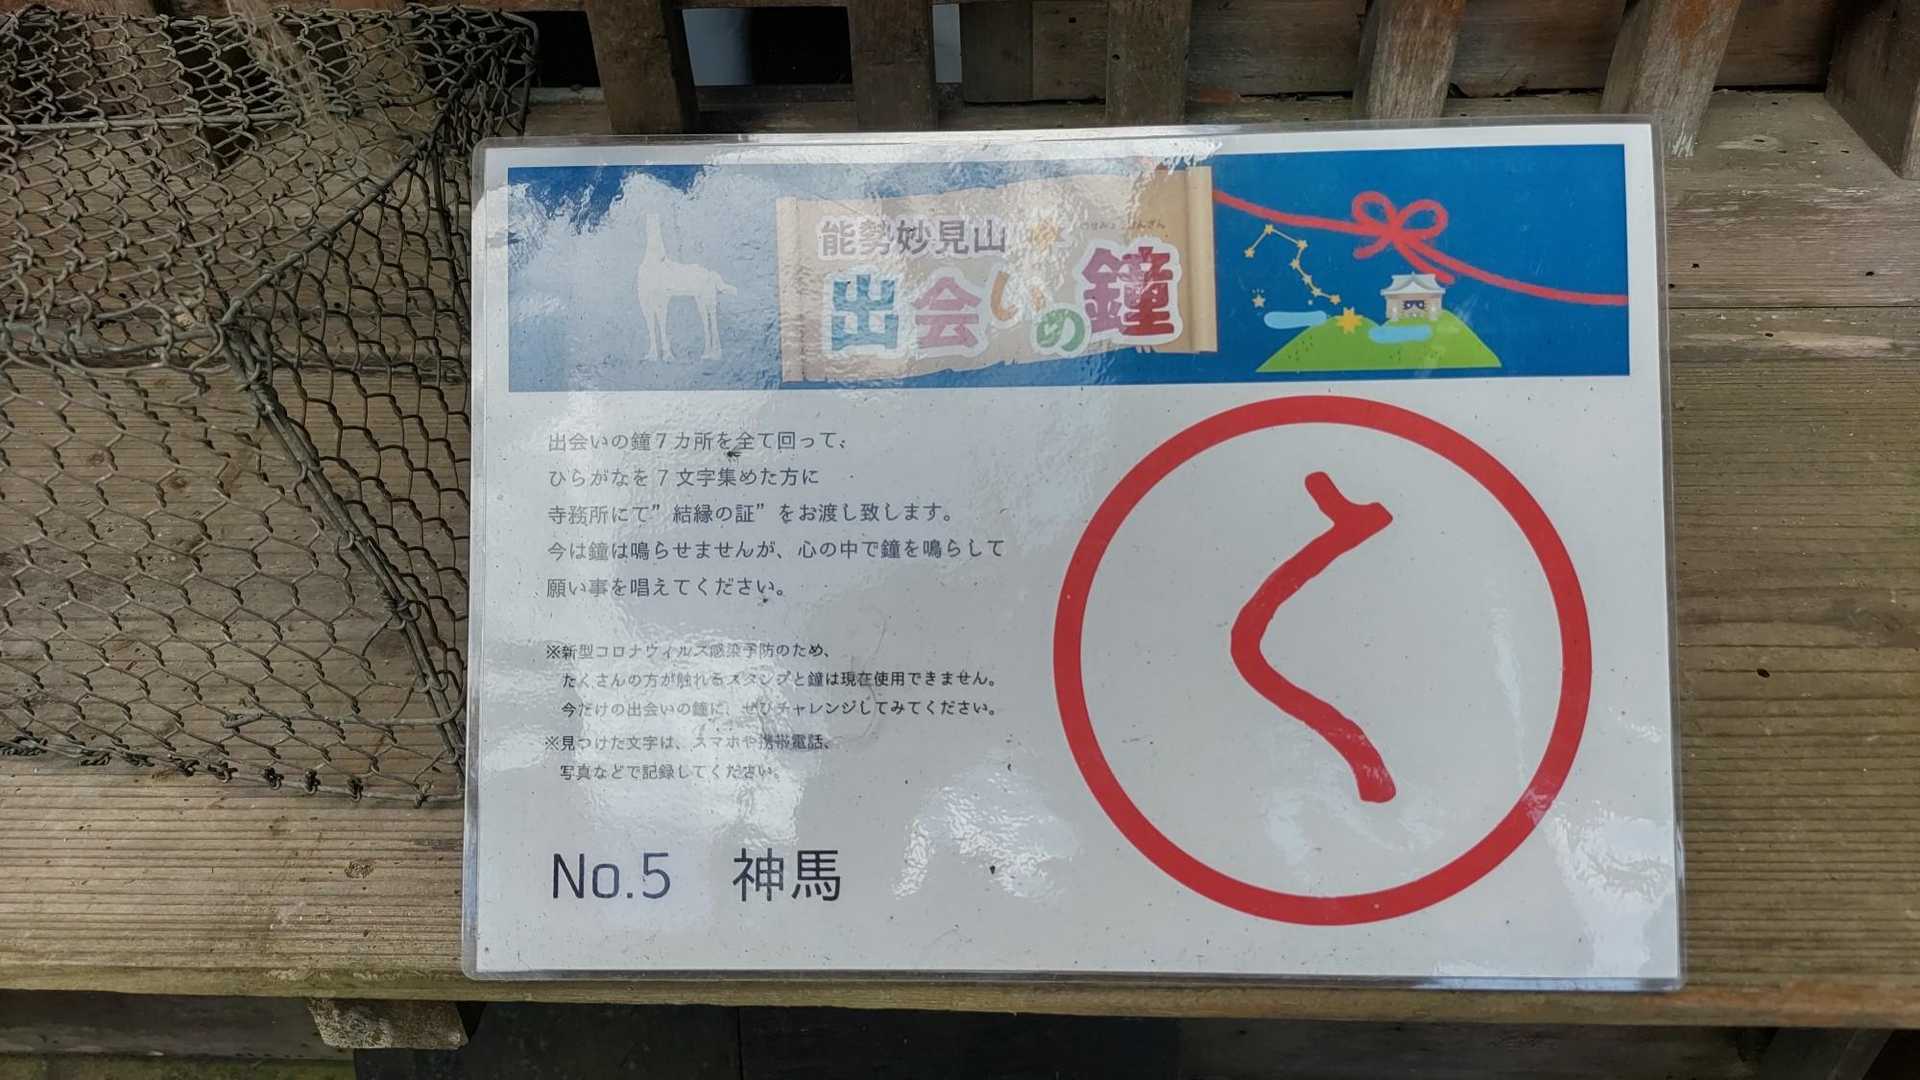 能勢妙見山
のせみょうけんざん
出会いの鐘
出会いの鐘7カ所を全て回って、
ひらがなを7文字集めた方に
寺務所にて”結縁の証”をお渡し致します。
今は鐘は鳴らせませんが、心の中で鐘を鳴らして
願い事を唱えてください。
※新型コロナウィルス感染予防のため、
たくさんの方が触れるスタンプと鐘は現在使用できません。
今だけの出会いの鐘に、ぜひチャレンジしてみてください。
※見つけた文字は、スマホや携帯電話、
写真などで記録してください。
No.5 神馬
く